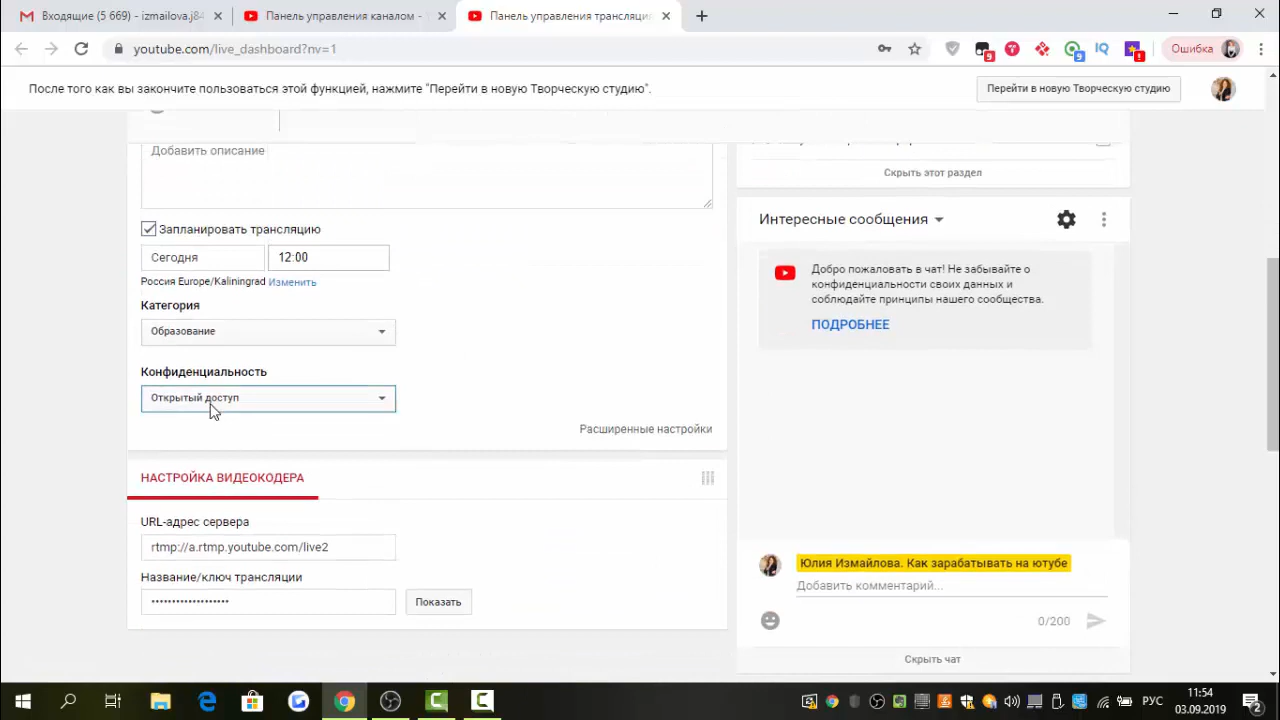 Входящие (5 669) - izmailova.j84
Панель управления каналом -
Панель управления трансляци
youtube.com/live_dashboard?nv=1
9
9
IQ
!
Ошибка
После того как вы закончите пользоваться этой функцией, нажмите "Перейти в новую Творческую студию".
Перейти в новую Творческую студию
Добавить описание
Скрыть этот раздел
Запланировать трансляцию
Сегодня
12:00
Россия Europe/Kaliningrad Изменить
Категория
Образование
Конфиденциальность
Открытый доступ
Расширенные настройки
НАСТРОЙКА ВИДЕОКОДЕРА
URL-адрес сервера
rtmp://a.rtmp.youtube.com/live2
Название/ключ трансляции
•••••••••••••••••••
Показать
Интересные сообщения
Добро пожаловать в чат! Не забывайте о
конфиденциальности своих данных и
соблюдайте принципы нашего сообщества.
ПОДРОБНЕЕ
Юлия Измайлова. Как зарабатывать на ютубе
Добавить комментарий...
0/200
Скрыть чат
РУС
11:54
03.09.2019
2